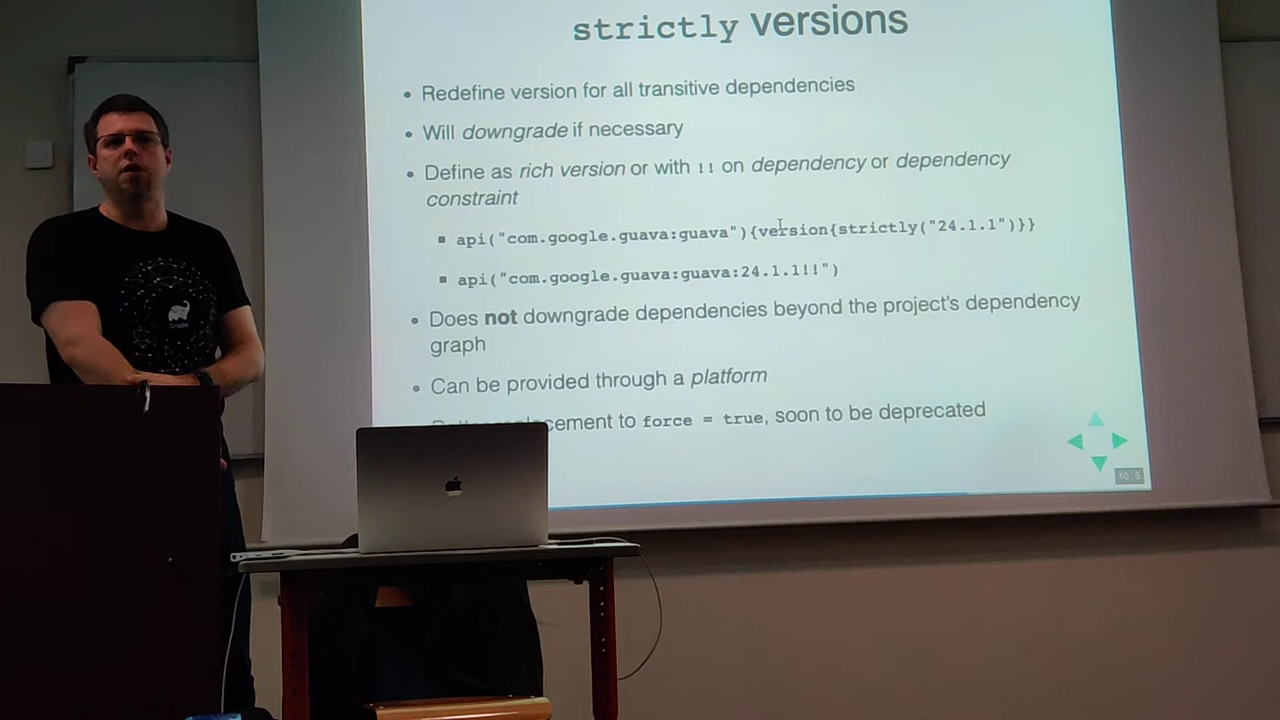 strictly versions
Redefine version for all transitive dependencies
Will downgrade if necessary
Define as rich version or with !! on dependency or dependency
constraint
api("com.google.guava:guava"){version{strictly("24.1.1")}}
api("com.google.guava:guava:24.1.1!!")
Does not downgrade dependencies beyond the project's dependency
graph
Can be provided through a platform
to force = true, soon to be deprecated
10.5
Gradle